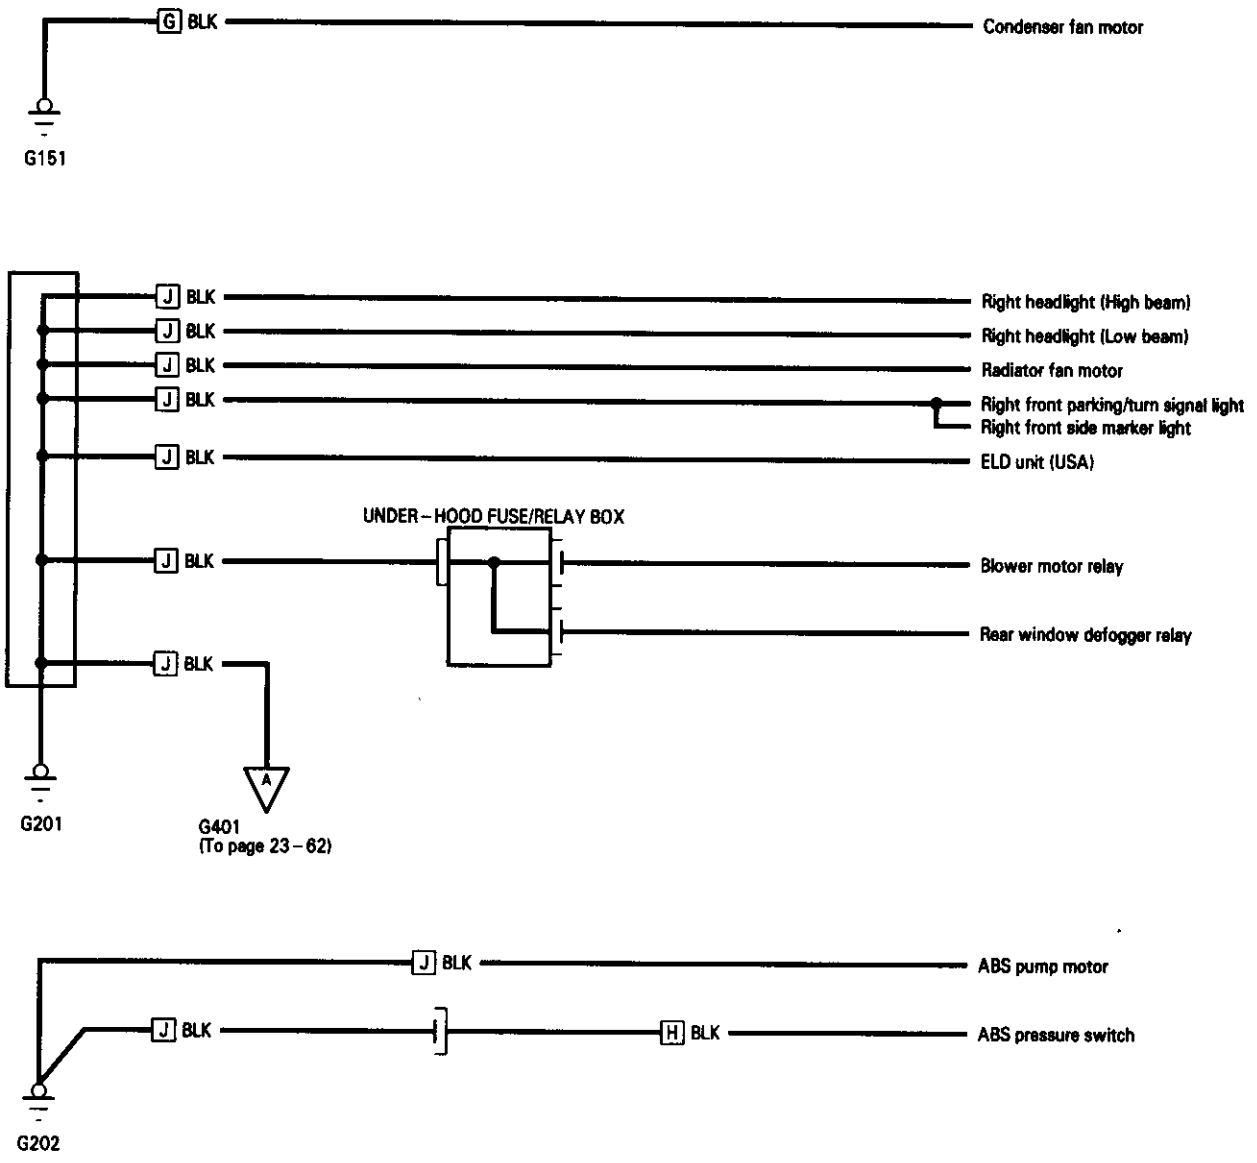 G BLK Condenser fan motor
G151
J BLK Right headlight (High beam)
J BLK Right headlight (Low beam)
J BLK Radiator fan motor
J BLK Right front parking/turn signal light
Right front side marker light
J BLK ELD unit (USA)
UNDER – HOOD FUSE/RELAY BOX
J BLK Blower motor relay
Rear window defogger relay
J BLK
A
G201
G401
(To page 23 – 62)
J BLK ABS pump motor
J BLK H BLK ABS pressure switch
G202